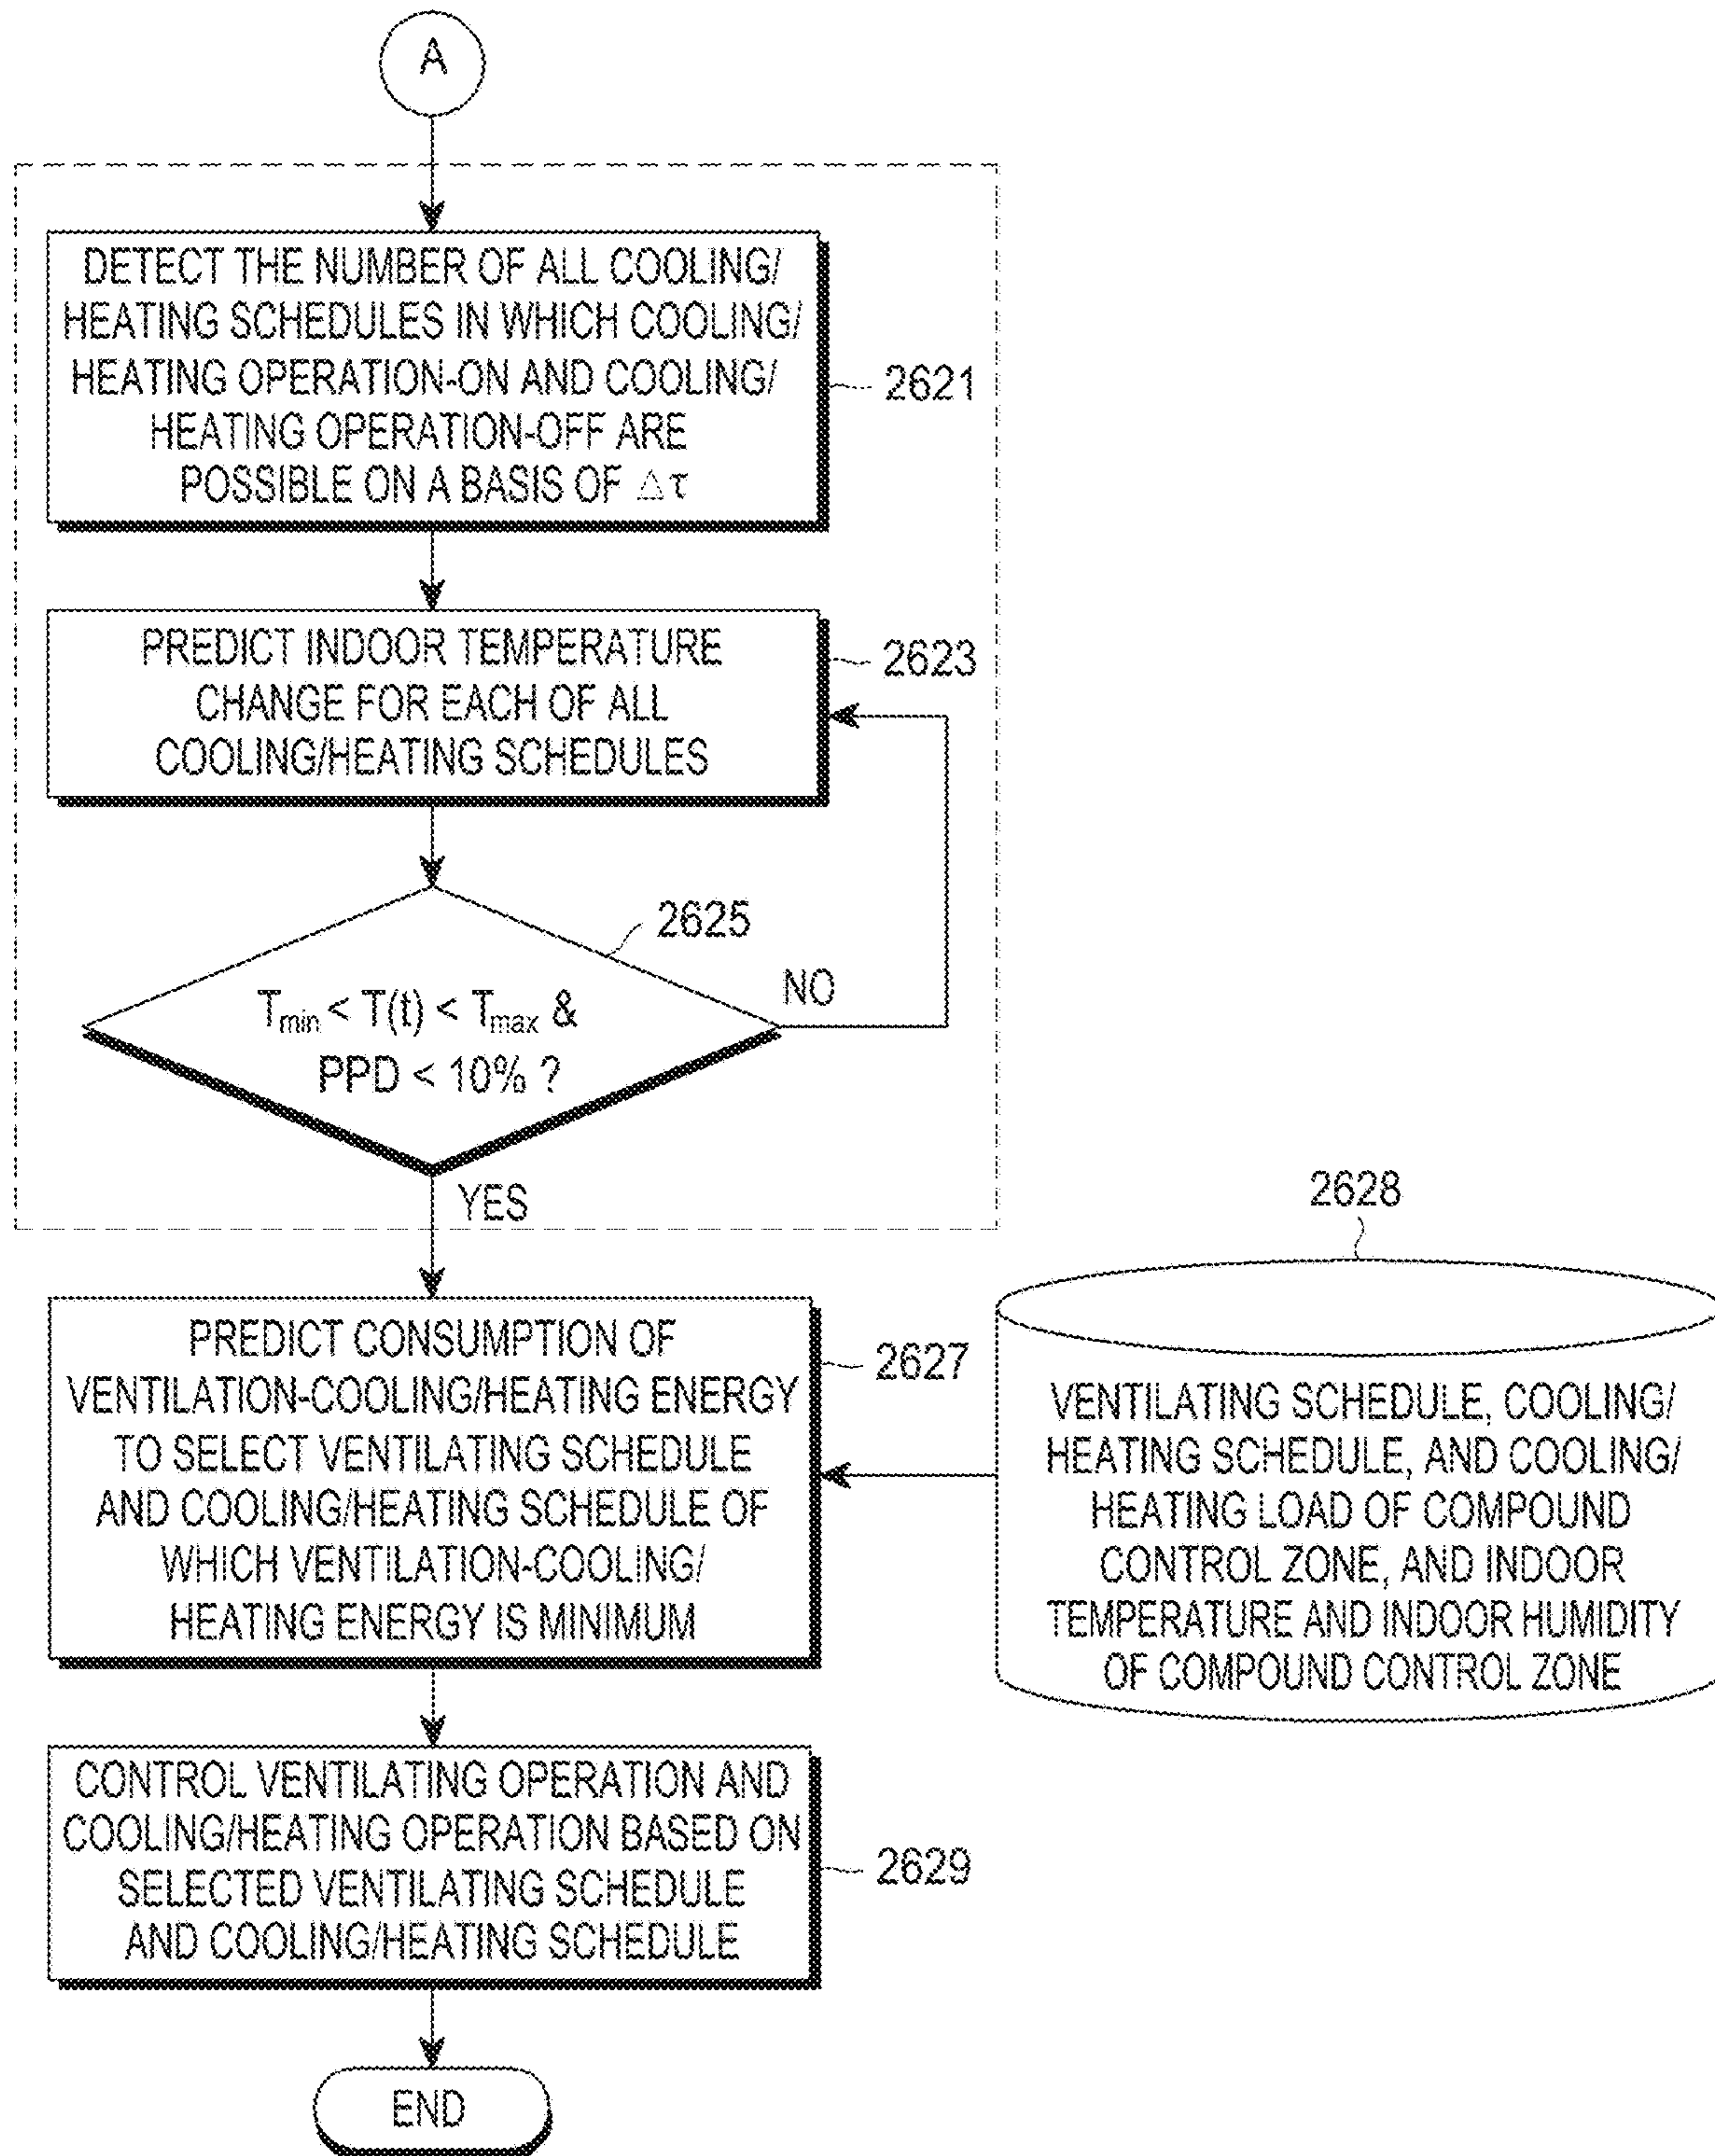 A
DETECT THE NUMBER OF ALL COOLING/
HEATING SCHEDULES IN WHICH COOLING/
HEATING OPERATION-ON AND COOLING/
HEATING OPERATION-OFF ARE
POSSIBLE ON A BASIS OF △τ
2621
PREDICT INDOOR TEMPERATURE
CHANGE FOR EACH OF ALL
COOLING/HEATING SCHEDULES
2623
2625
T_min < T(t) < T_max &
PPD < 10% ?
NO
YES
PREDICT CONSUMPTION OF
VENTILATION-COOLING/HEATING ENERGY
TO SELECT VENTILATING SCHEDULE
AND COOLING/HEATING SCHEDULE OF
WHICH VENTILATION-COOLING/
HEATING ENERGY IS MINIMUM
2627
2628
VENTILATING SCHEDULE, COOLING/
HEATING SCHEDULE, AND COOLING/
HEATING LOAD OF COMPOUND
CONTROL ZONE, AND INDOOR
TEMPERATURE AND INDOOR HUMIDITY
OF COMPOUND CONTROL ZONE
CONTROL VENTILATING OPERATION AND
COOLING/HEATING OPERATION BASED ON
SELECTED VENTILATING SCHEDULE
AND COOLING/HEATING SCHEDULE
2629
END